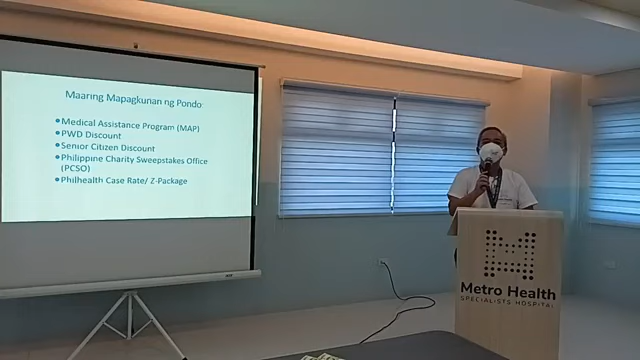 Maaring Mapagkunan ng Pondo
•Medical Assistance Program (MAP)
•PWD Discount
•Senior Citizen Discount
•Philippine Charity Sweepstakes Office
(PCSO)
•Philhealth Case Rate/ Z-Package
Metro Health
SPECIALISTS HOSPITAL